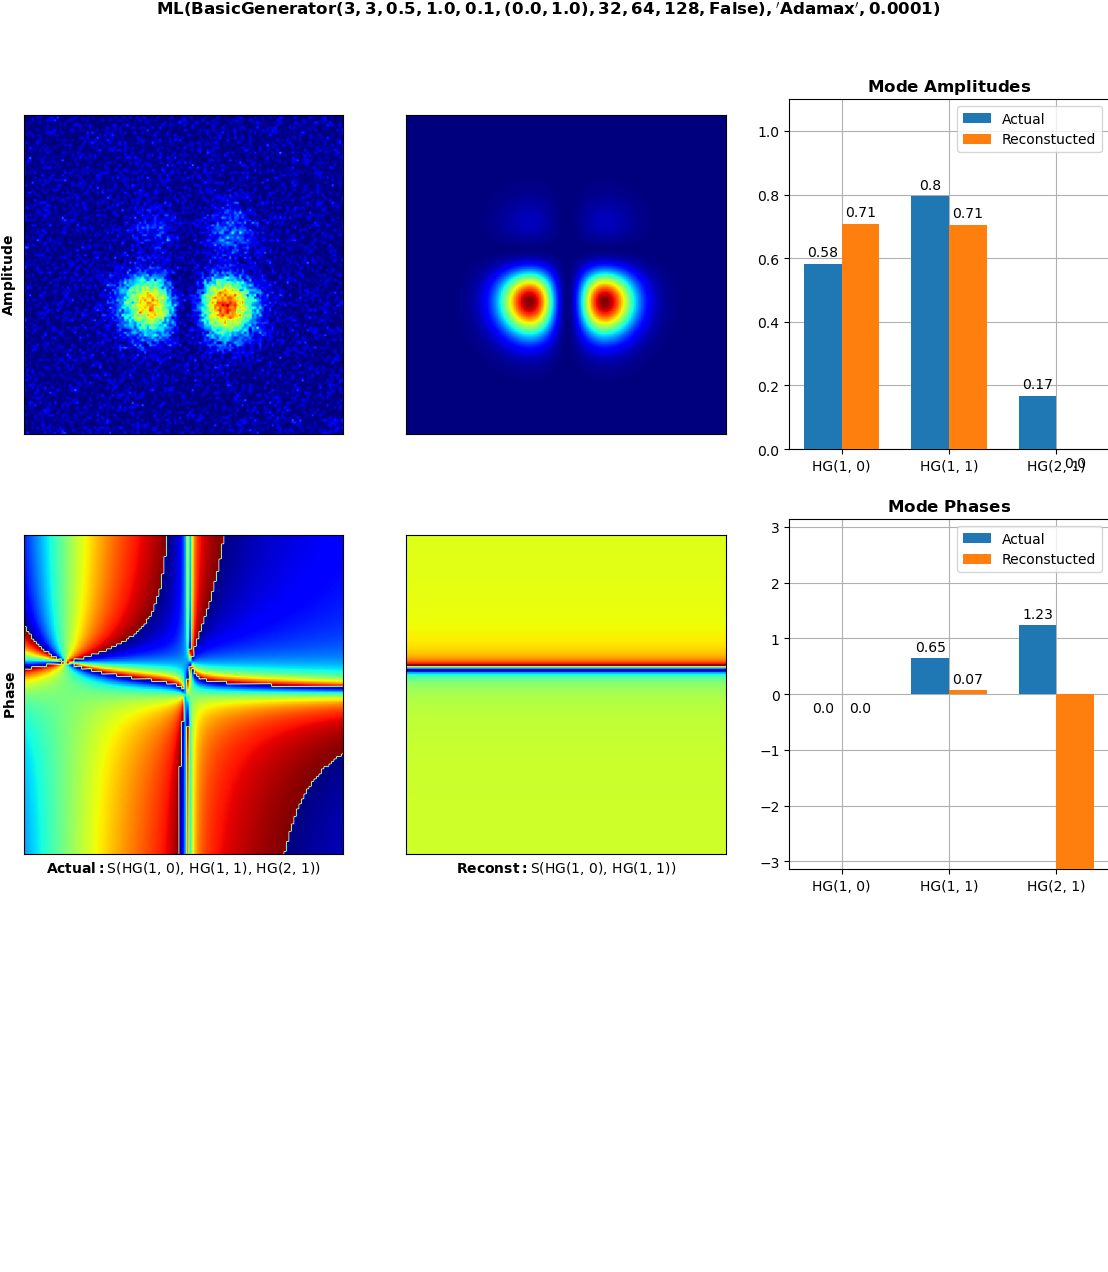 ML(BasicGenerator(3, 3, 0.5, 1.0, 0.1, (0.0, 1.0), 32, 64, 128, False), ′Adamax′, 0.0001)
Amplitude
Mode Amplitudes
Actual
Reconstucted
1.0
0.8
0.6
0.4
0.2
0.0
0.58
0.71
0.8
0.71
0.17
0.0
HG(1, 0)
HG(1, 1)
HG(2, 1)
Phase
Actual: S(HG(1, 0), HG(1, 1), HG(2, 1))
Reconst: S(HG(1, 0), HG(1, 1))
Mode Phases
Actual
Reconstucted
3
2
1
0
−1
−2
−3
0.0
0.0
0.65
0.07
1.23
HG(1, 0)
HG(1, 1)
HG(2, 1)